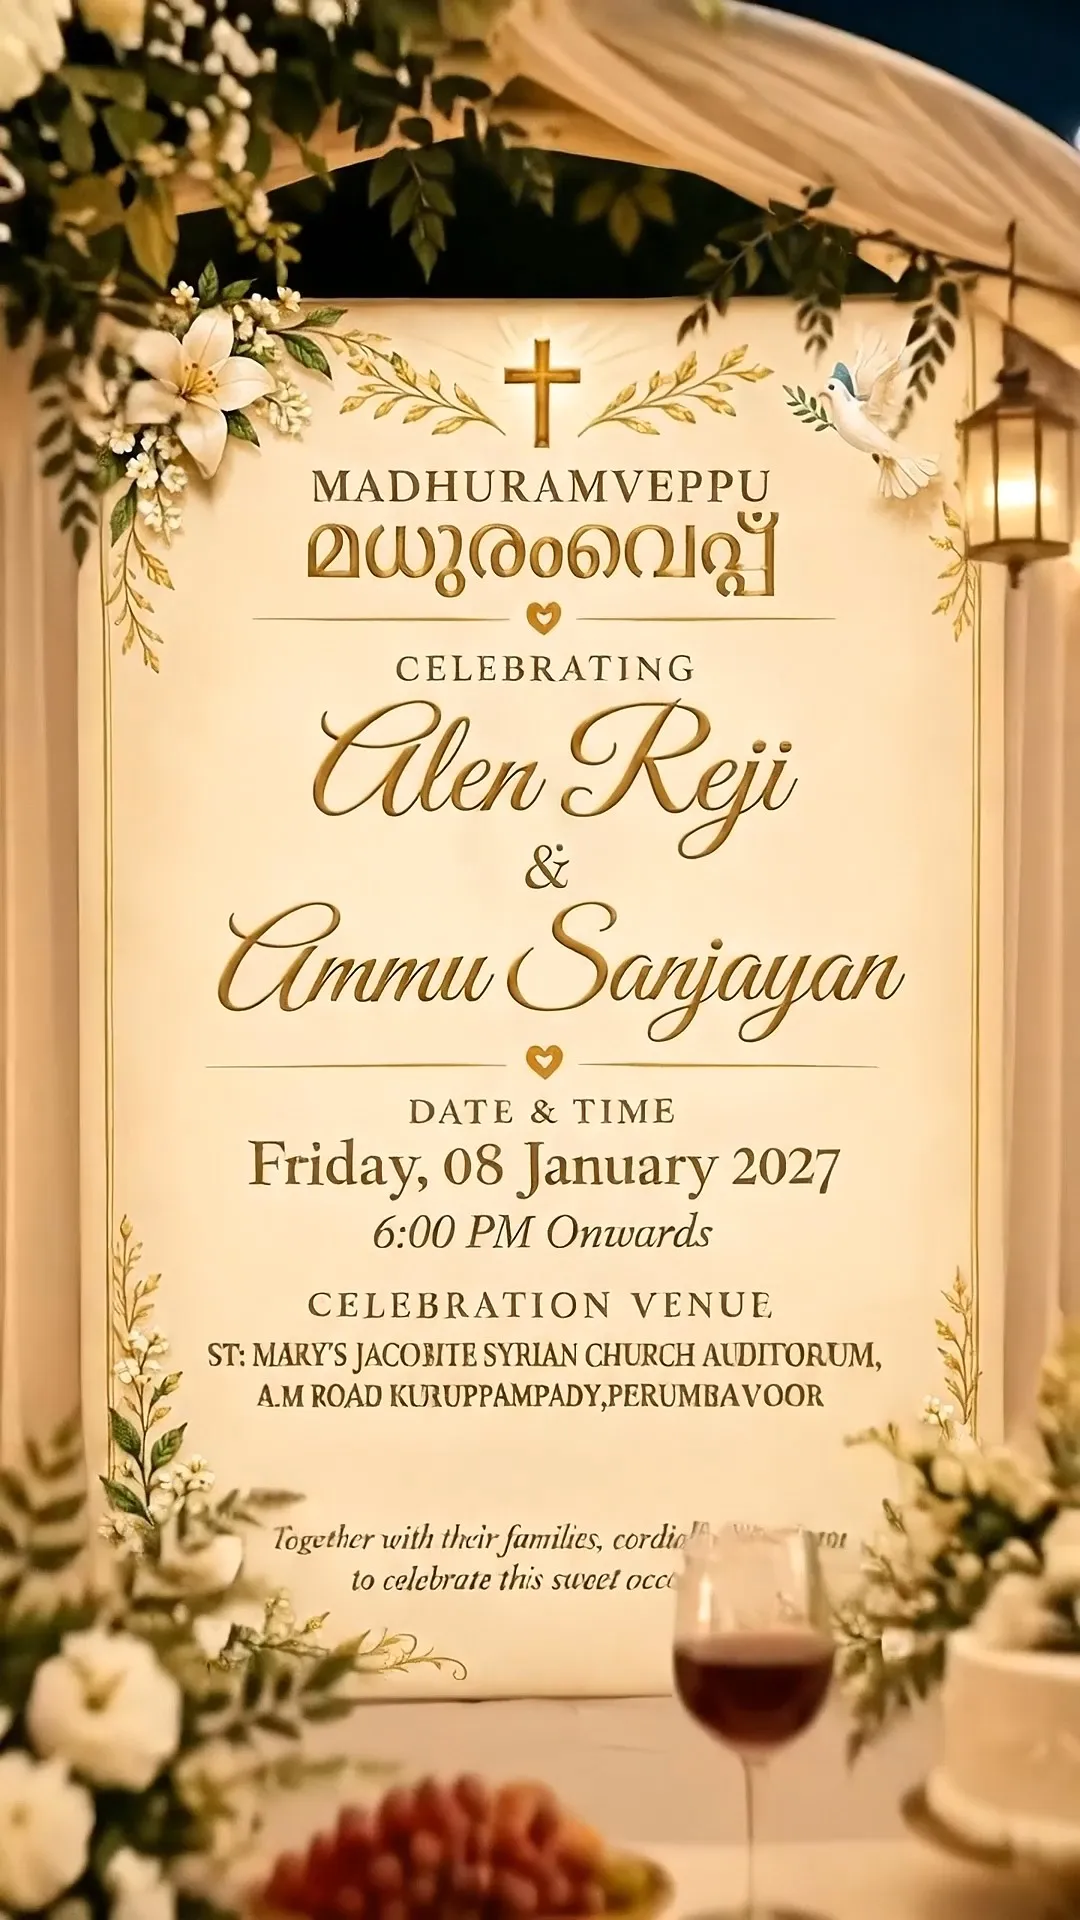 MADHURAMVEPPU
മധുരംവെപ്പ്
CELEBRATING
Alen Reji
&
Ammu Sanjayan
DATE & TIME
Friday, 08 January 2027
6:00 PM Onwards
CELEBRATION VENUE
ST: MARY'S JACOBITE SYRIAN CHURCH AUDITORUM,
A.M ROAD KURUPPAMPADY,PERUMBAVOOR
Together with their families,
to celebrate this sweet